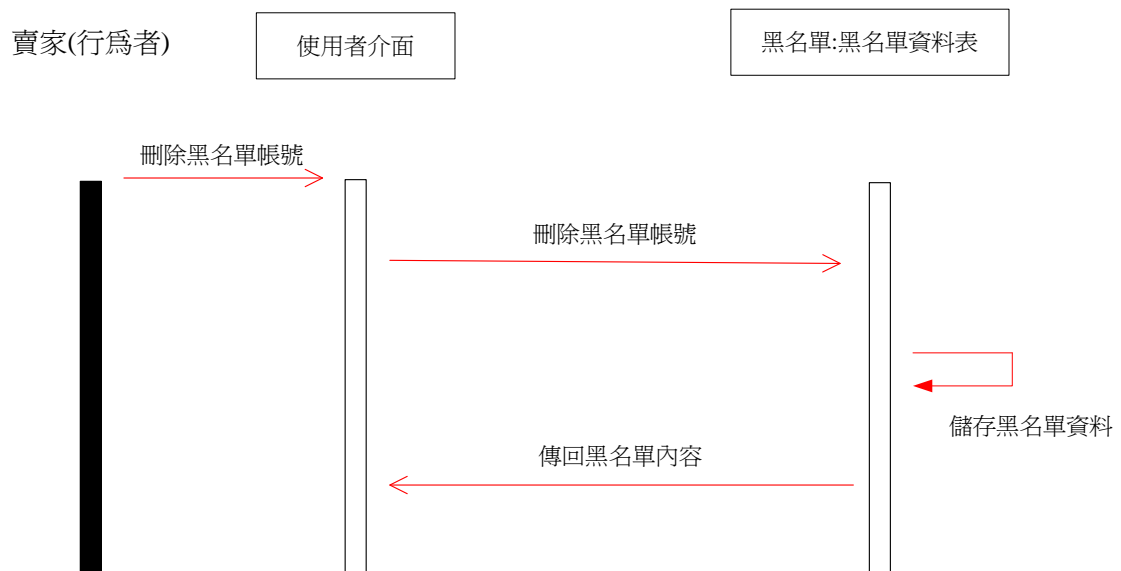 賣家(行爲者)
使用者介面
黑名單:黑名單資料表
刪除黑名單帳號
刪除黑名單帳號
儲存黑名單資料
傳回黑名單內容